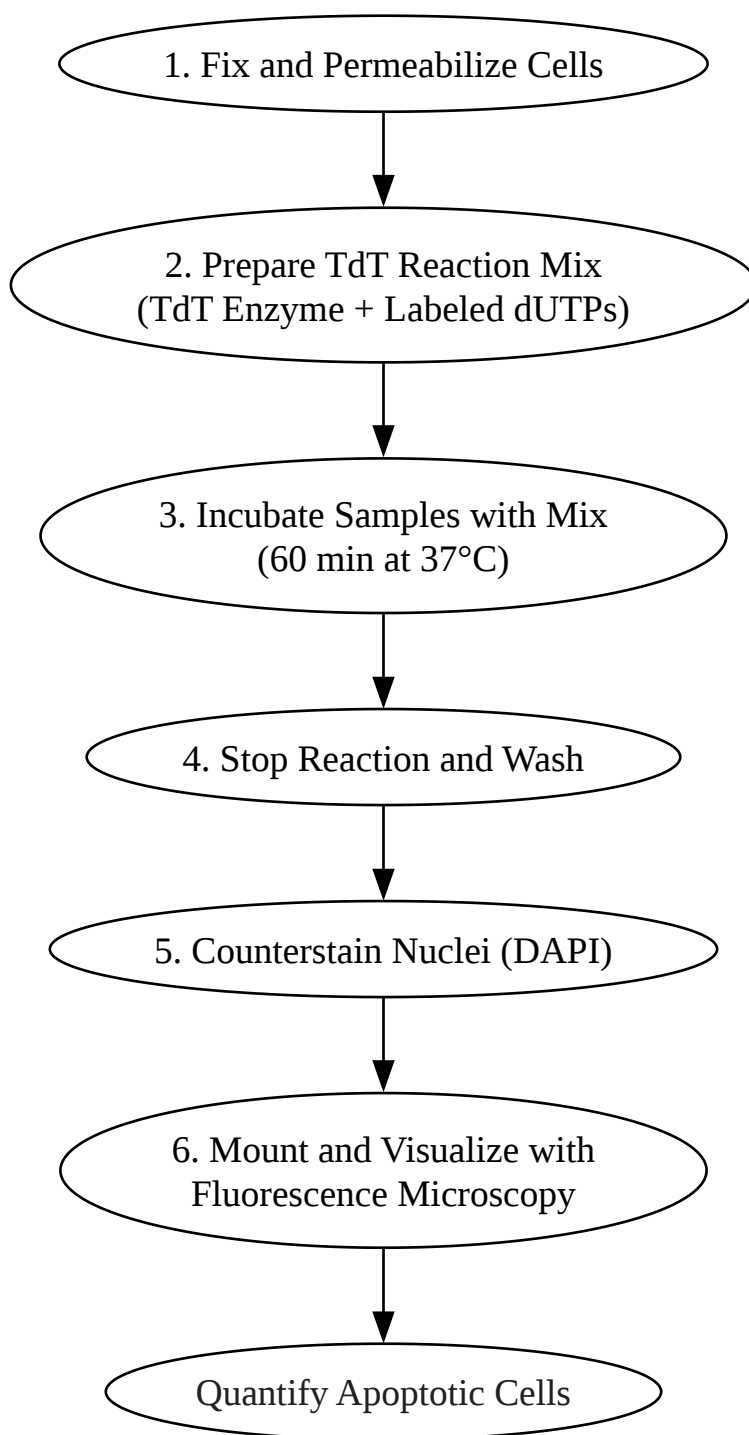 1. Fix and Permeabilize Cells
2. Prepare TdT Reaction Mix
(TdT Enzyme + Labeled dUTPs)
3. Incubate Samples with Mix
(60 min at 37°C)
4. Stop Reaction and Wash
5. Counterstain Nuclei (DAPI)
6. Mount and Visualize with
Fluorescence Microscopy
Quantify Apoptotic Cells